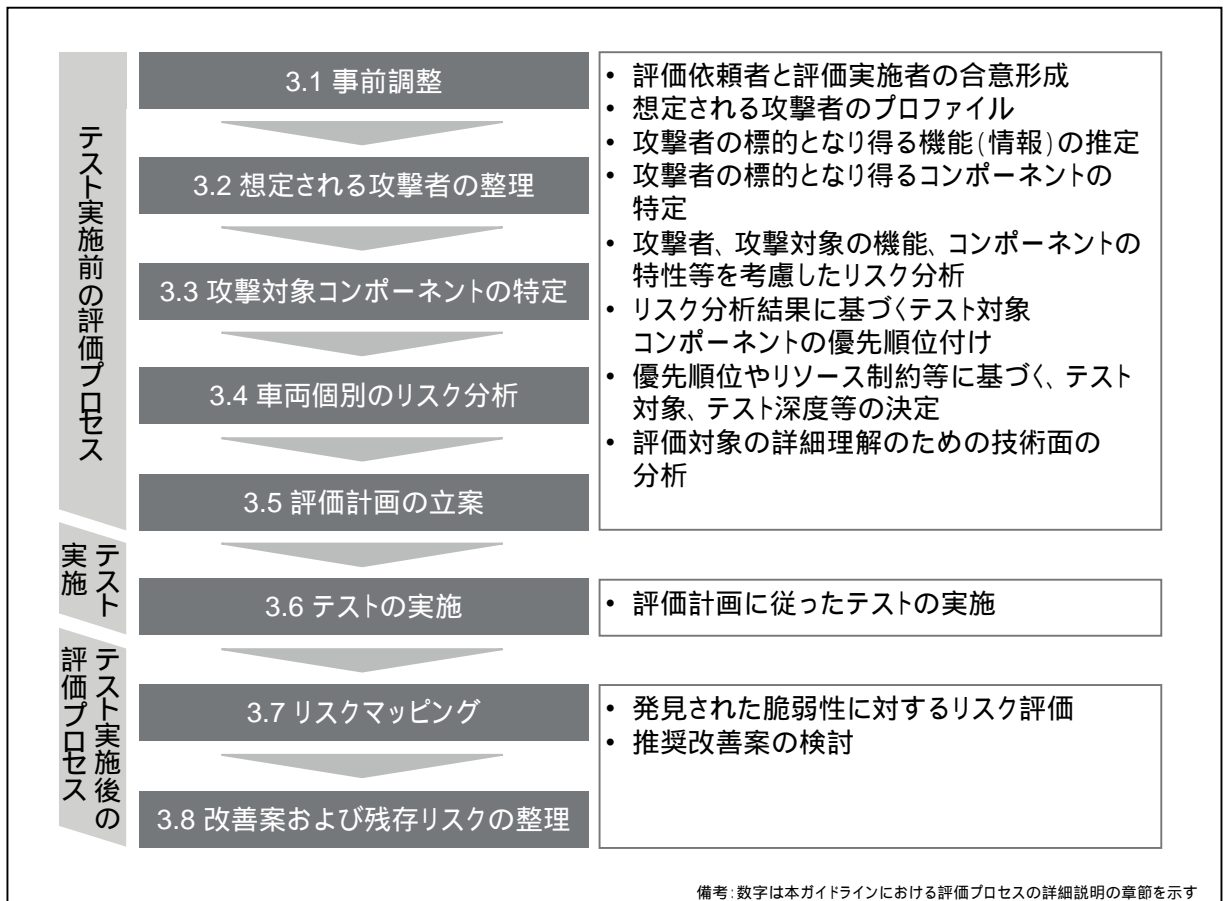 テスト実施前の評価プロセス
3.1 事前調整
3.2 想定される攻撃者の整理
3.3 攻撃対象コンポーネントの特定
3.4 車両個別のリスク分析
3.5 評価計画の立案
• 評価依頼者と評価実施者の合意形成
• 想定される攻撃者のプロファイル
• 攻撃者の標的となり得る機能(情報)の推定
• 攻撃者の標的となり得るコンポーネントの
特定
• 攻撃者、攻撃対象の機能、コンポーネントの
特性等を考慮したリスク分析
• リスク分析結果に基づくテスト対象
コンポーネントの優先順位付け
• 優先順位やリソース制約等に基づく、テスト
対象、テスト深度等の決定
• 評価対象の詳細理解のための技術面の
分析
テスト
実施
3.6 テストの実施
• 評価計画に従ったテストの実施
テスト実施後の
評価プロセス
3.7 リスクマッピング
3.8 改善案および残存リスクの整理
• 発見された脆弱性に対するリスク評価
• 推奨改善案の検討
備考:数字は本ガイドラインにおける評価プロセスの詳細説明の章節を示す